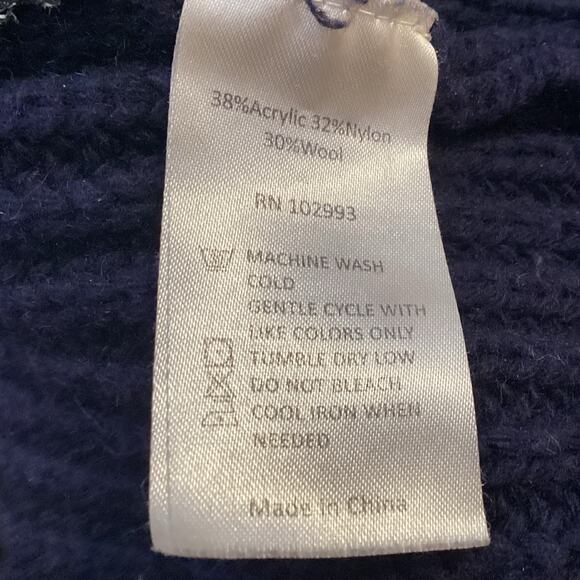 38%Acrylic 32%Nylon
30%Wool
RN 102993
MACHINE WASH
COLD
GENTLE CYCLE WITH
LIKE COLORS ONLY
TUMBLE DRY LOW
DO NOT BLEACH
COOL IRON WHEN
NEEDED
Made in China